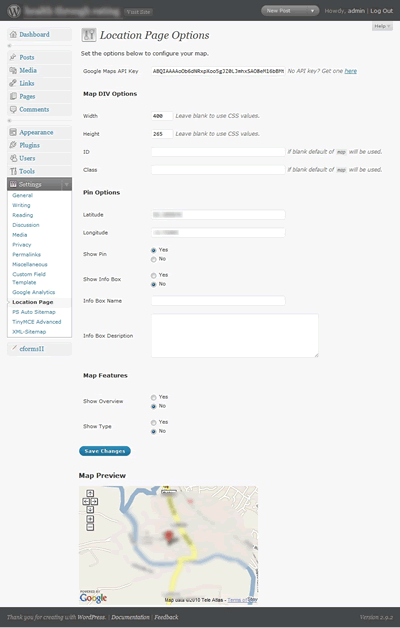 Visit Site
New Post
Howdy, admin | Log Out
Help
Dashboard
Posts
Media
Links
Pages
Comments
Appearance
Plugins
Users
Tools
Settings
General
Writing
Reading
Discussion
Media
Privacy
Permalinks
Miscellaneous
Custom Field
Template
Google Analytics
Location Page
PS Auto Sitemap
TinyMCE Advanced
XML-Sitemap
cformsII
Location Page Options
Set the options below to configure your map.
Google Maps API Key No API key? Get one here
Map DIV Options
Width 400 Leave blank to use CSS values.
Height 265 Leave blank to use CSS values.
ID if blank default of map will be used.
Class if blank default of map will be used.
Pin Options
Latitude
Longitude
Show Pin Yes
No
Show Info Box Yes
No
Info Box Name
Info Box Desription
Map Features
Show Overview Yes
No
Show Type Yes
No
Save Changes
Map Preview
POWERED BY
Google
Map data ©2010 Tele Atlas - Terms of
Thank you for creating with WordPress. | Documentation | Feedback
Version 2.9.2